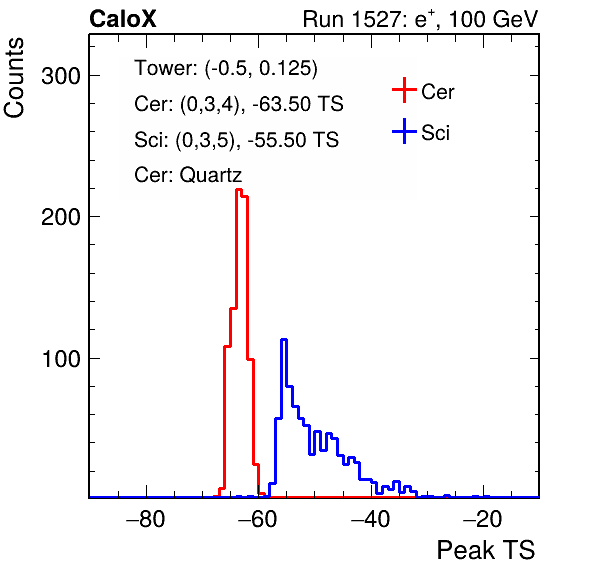 CaloX Run 1527: e⁺, 100 GeV
Counts
Tower: (-0.5, 0.125)
Cer: (0,3,4), -63.50 TS
Sci: (0,3,5), -55.50 TS
Cer: Quartz
Cer
Sci
300
200
100
−80 −60 −40 −20
Peak TS